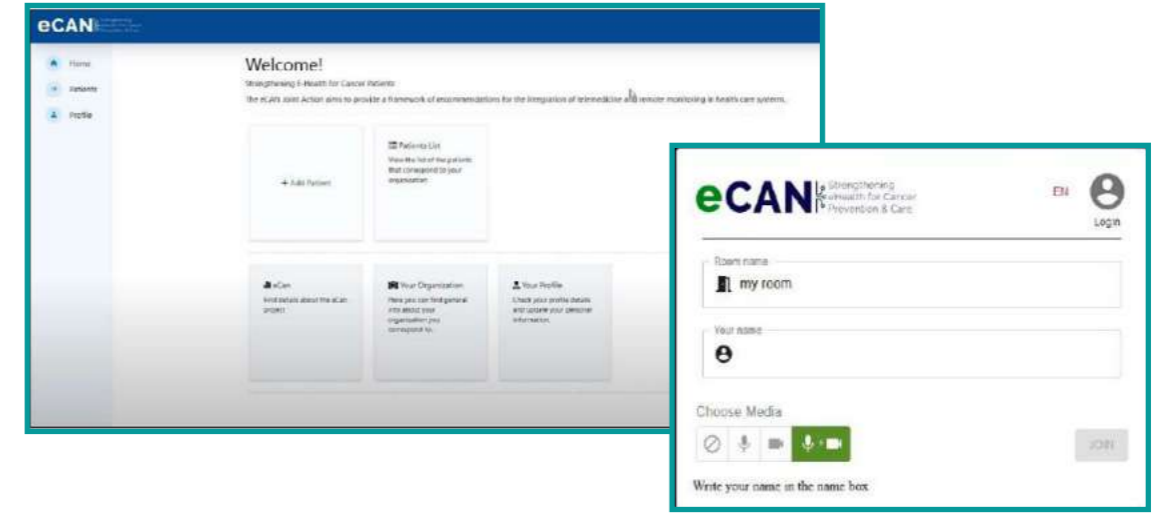 eCAN
Home
Patients
Profile
Welcome!
Strengthening E-Health for Cancer Patients
The eCAN Joint Action aims to provide a framework of recommendations for the integration of telemedicine and remote monitoring in health care systems.
+ Add Patient
Patients List
View the list of the patients
that correspond to your
organisation
eCan
Find details about the eCan
project
Your Organization
Here you can find general
info about your
organisation you
correspond to.
Your Profile
Check your profile details
and update your personal
information.
eCAN
Strengthening
eHealth for Cancer
Prevention & Care
EN
Login
Room name
my room
Your name
Choose Media
JOIN
Write your name in the name box